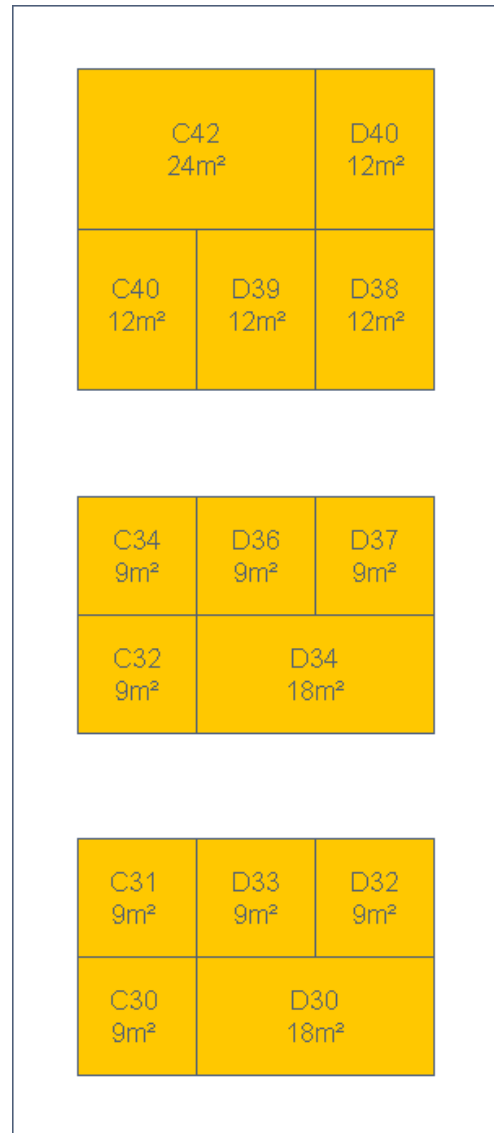 C42
24m²
D40
12m²
C40
12m²
D39
12m²
D38
12m²
C34
9m²
D36
9m²
D37
9m²
C32
9m²
D34
18m²
C31
9m²
D33
9m²
D32
9m²
C30
9m²
D30
18m²